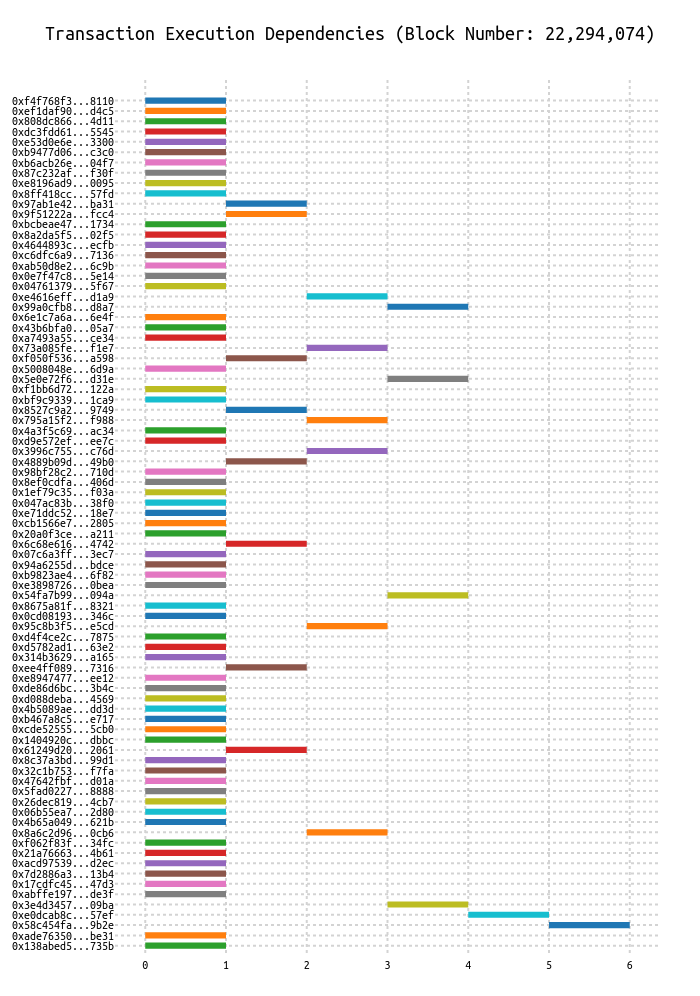 Transaction Execution Dependencies (Block Number: 22,294,074)
0xf4f768f3...8110
0xef1daf90...d4c5
0x808dc866...4d11
0xdc3fdd61...5545
0xe53d0e6e...3300
0xb9477d06...c3c0
0xb6acb26e...04f7
0x87c232af...f30f
0xe8196ad9...0095
0x8ff418cc...57fd
0x97ab1e42...ba31
0x9f51222a...fcc4
0xbcbeae47...1734
0x8a2da5f5...02f5
0x4644893c...ecfb
0xc6dfc6a9...7136
0xab50d8e2...6c9b
0x0e7f47c8...5e14
0x04761379...5f67
0xe4616eff...d1a9
0x99a0cfb8...d8a7
0x6e1c7a6a...6e4f
0x43b6bfa0...05a7
0xa7493a55...ce34
0x73a085fe...f1e7
0xf050f536...a598
0x5008048e...6d9a
0x5e0e72f6...d31e
0xf1bb6d72...122a
0xbf9c9339...1ca9
0x8527c9a2...9749
0x795a15f2...f988
0x4a3f5c69...ac34
0xd9e572ef...ee7c
0x3996c755...c76d
0x4889b09d...49b0
0x98bf28c2...710d
0x8ef0cdfa...406d
0x1ef79c35...f03a
0x047ac83b...38f0
0xe71ddc52...18e7
0xcb1566e7...2805
0x20a0f3ce...a211
0x6c68e616...4742
0x07c6a3ff...3ec7
0x94a6255d...bdce
0xb9823ae4...6f82
0xe3898726...0bea
0x54fa7b99...094a
0x8675a81f...8321
0x0cd08193...346c
0x95c8b3f5...e5cd
0xd4f4ce2c...7875
0xd5782ad1...63e2
0x314b3629...a165
0xee4ff089...7316
0xe8947477...ee12
0xde86d6bc...3b4c
0xd088deba...4569
0x4b5089ae...dd3d
0xb467a8c5...e717
0xcde52555...5cb0
0x1404920c...dbbc
0x61249d20...2061
0x8c37a3bd...99d1
0x32c1b753...f7fa
0x47642fbf...d01a
0x5fad0227...8888
0x26dec819...4cb7
0x06b55ea7...2d80
0x4b65a049...621b
0x8a6c2d96...0cb6
0xf062f83f...34fc
0x21a76663...4b61
0xacd97539...d2ec
0x7d2886a3...13b4
0x17cdfc45...47d3
0xabffe197...de3f
0x3e4d3457...09ba
0xe0dcab8c...57ef
0x58c454fa...9b2e
0xade76350...be31
0x138abed5...735b
0 1 2 3 4 5 6